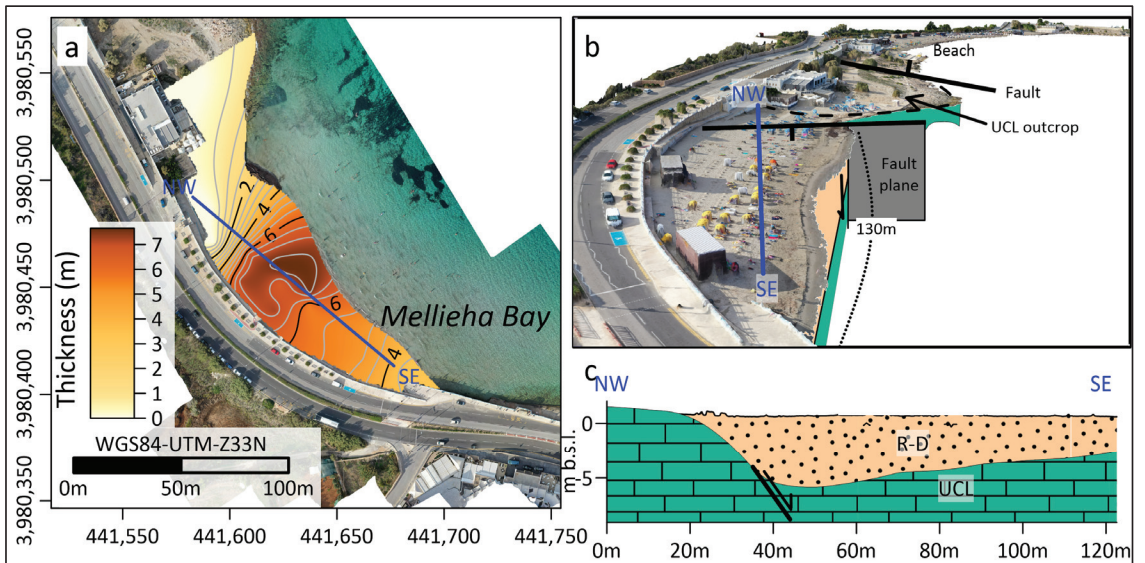 a
3,980,550
3,980,500
3,980,450
3,980,400
3,980,350
NW
2
4
6
6
4
SE
Mellieha Bay
Thickness (m)
7
6
5
4
3
2
1
0
WGS84-UTM-Z33N
0m 50m 100m
441,550 441,600 441,650 441,700 441,750
b
Beach
NW
Fault
UCL outcrop
Fault
plane
130m
SE
c
NW SE
0
-5
m b.s.l.
R-D
UCL
0m 20m 40m 60m 80m 100m 120m